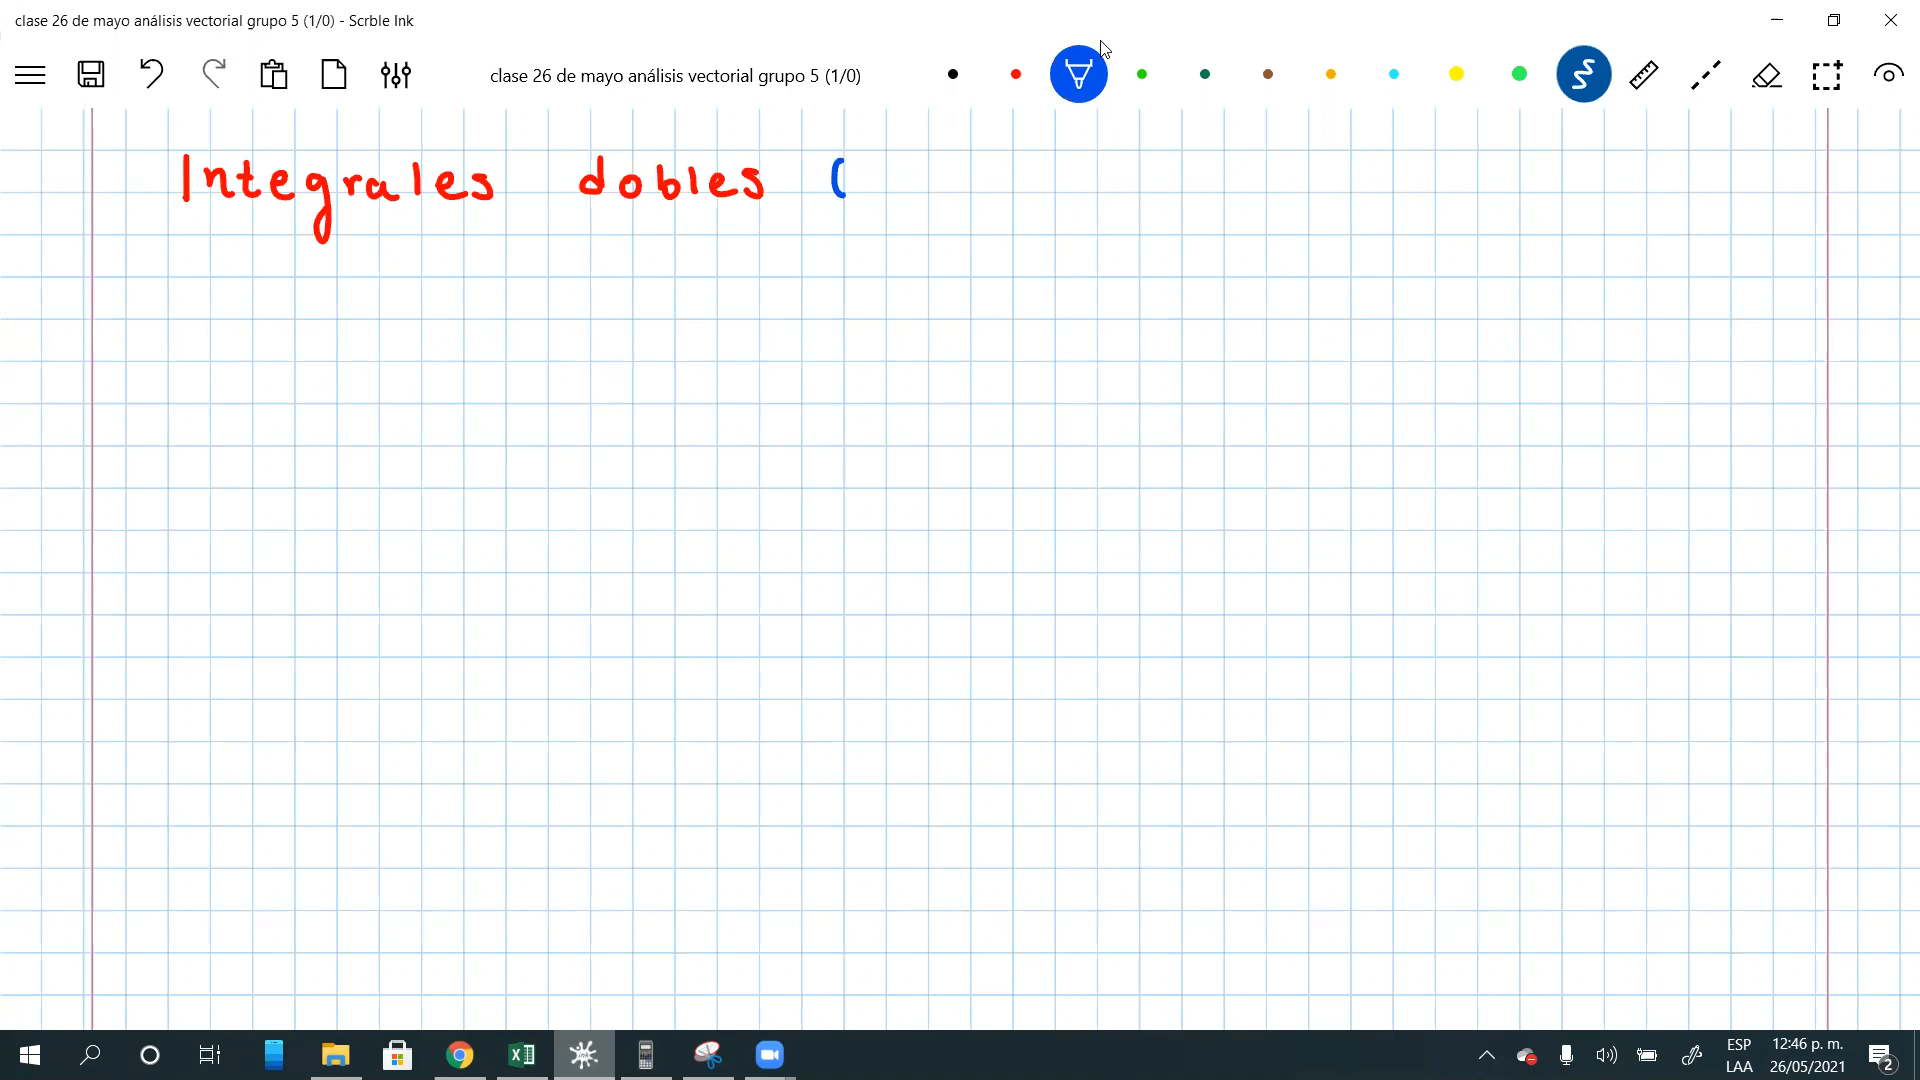 clase 26 de mayo análisis vectorial grupo 5 (1/0) - Scrble Ink
clase 26 de mayo análisis vectorial grupo 5 (1/0)
Integrales dobles (
ESP
LAA
12:46 p. m.
26/05/2021
2